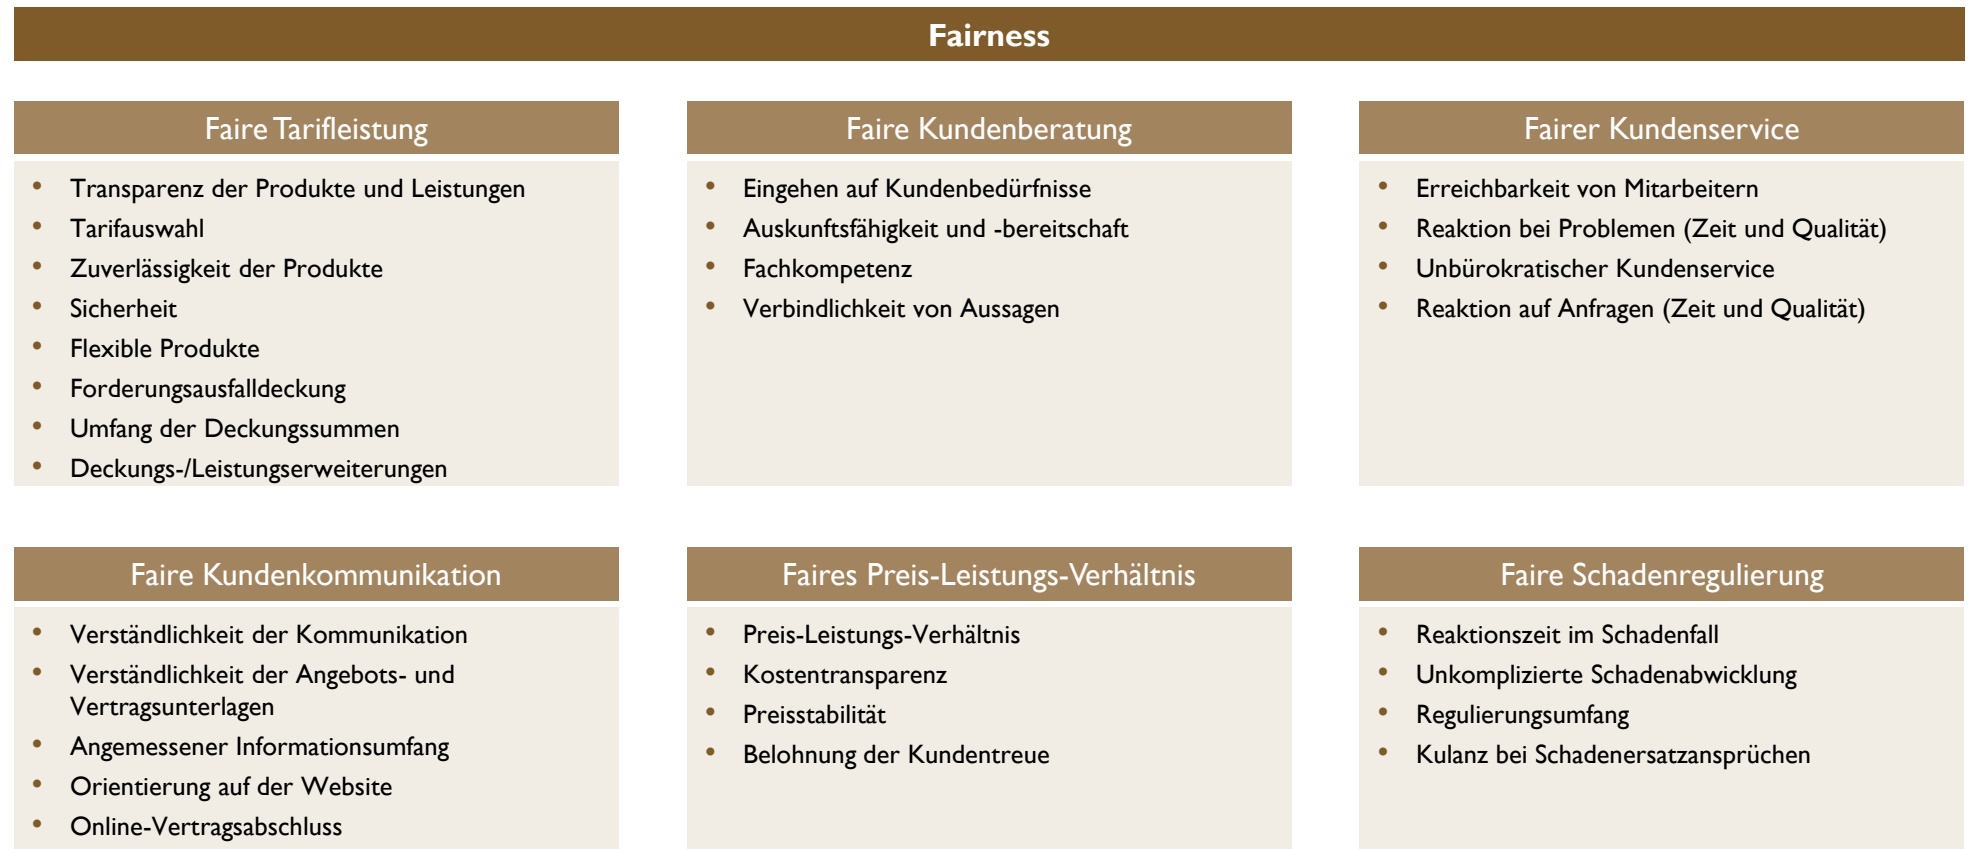 Fairness
Faire Tarifleistung
• Transparenz der Produkte und Leistungen
• Tarifauswahl
• Zuverlässigkeit der Produkte
• Sicherheit
• Flexible Produkte
• Forderungsausfalldeckung
• Umfang der Deckungssummen
• Deckungs-/Leistungserweiterungen
Faire Kundenberatung
• Eingehen auf Kundenbedürfnisse
• Auskunftsfähigkeit und -bereitschaft
• Fachkompetenz
• Verbindlichkeit von Aussagen
Fairer Kundenservice
• Erreichbarkeit von Mitarbeitern
• Reaktion bei Problemen (Zeit und Qualität)
• Unbürokratischer Kundenservice
• Reaktion auf Anfragen (Zeit und Qualität)
Faire Kundenkommunikation
• Verständlichkeit der Kommunikation
• Verständlichkeit der Angebots- und
Vertragsunterlagen
• Angemessener Informationsumfang
• Orientierung auf der Website
• Online-Vertragsabschluss
Faires Preis-Leistungs-Verhältnis
• Preis-Leistungs-Verhältnis
• Kostentransparenz
• Preisstabilität
• Belohnung der Kundentreue
Faire Schadenregulierung
• Reaktionszeit im Schadenfall
• Unkomplizierte Schadenabwicklung
• Regulierungsumfang
• Kulanz bei Schadenersatzansprüchen